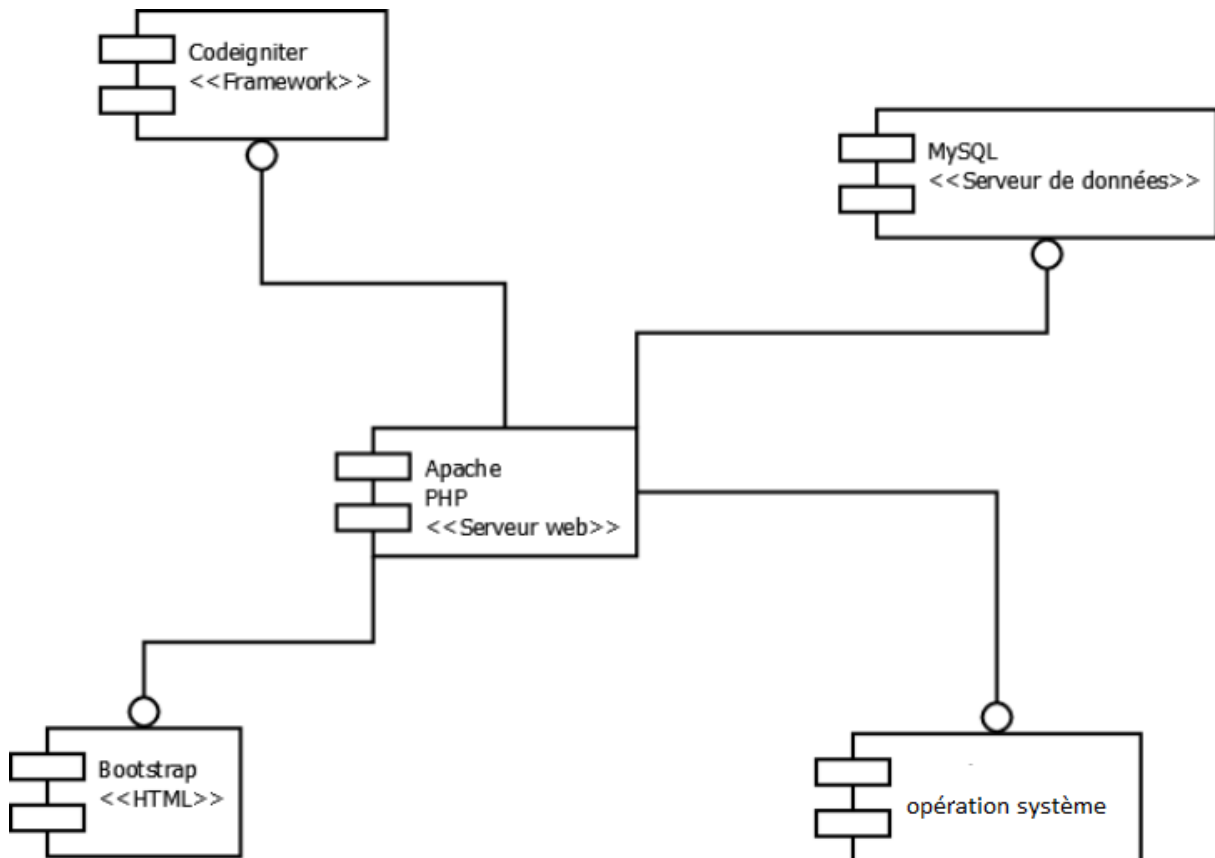 Codeigniter
<<Framework>>
MySQL
<<Serveur de données>>
Apache
PHP
<<Serveur web>>
Bootstrap
<<HTML>>
opération système